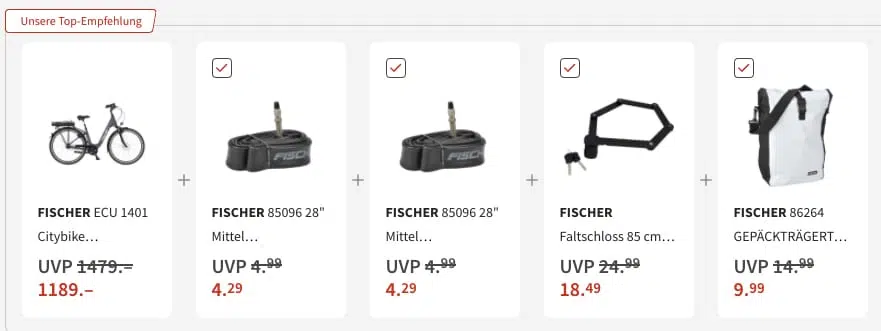 Unsere Top-Empfehlung
FISCHER ECU 1401
Citybike…
UVP 1479.–
1189.–
FISCH
FISCHER 85096 28"
Mittel…
UVP 4.99
4.29
FISCH
FISCHER 85096 28"
Mittel…
UVP 4.99
4.29
FISCHER
Faltschloss 85 cm…
UVP 24.99
18.49
FISCHER 86264
GEPÄCKTRÄGERT…
UVP 14.99
9.99